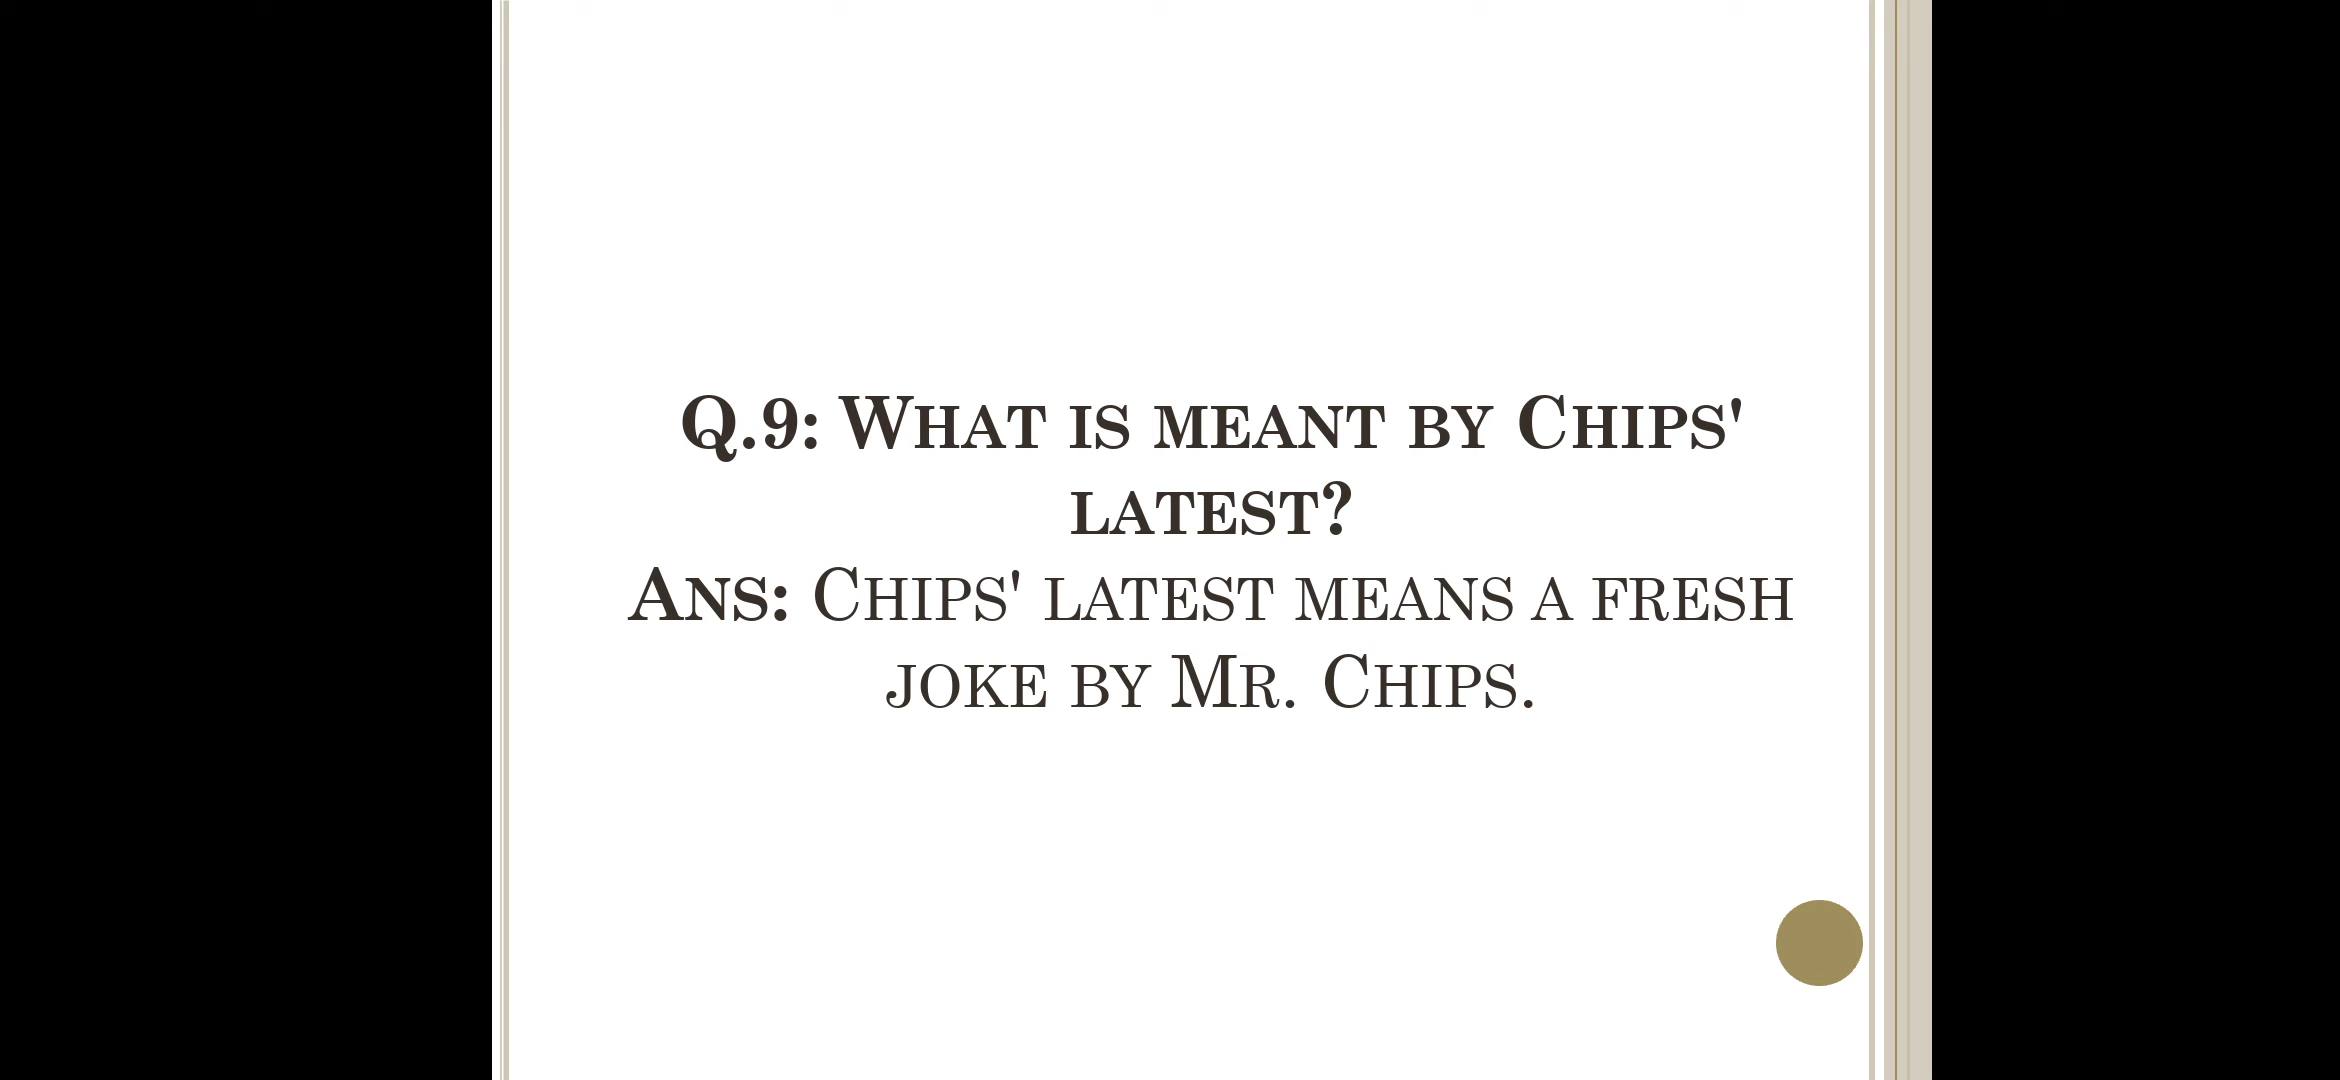 Q.9: What is meant by Chips'
latest?
Ans: Chips' latest means a fresh
joke by Mr. Chips.